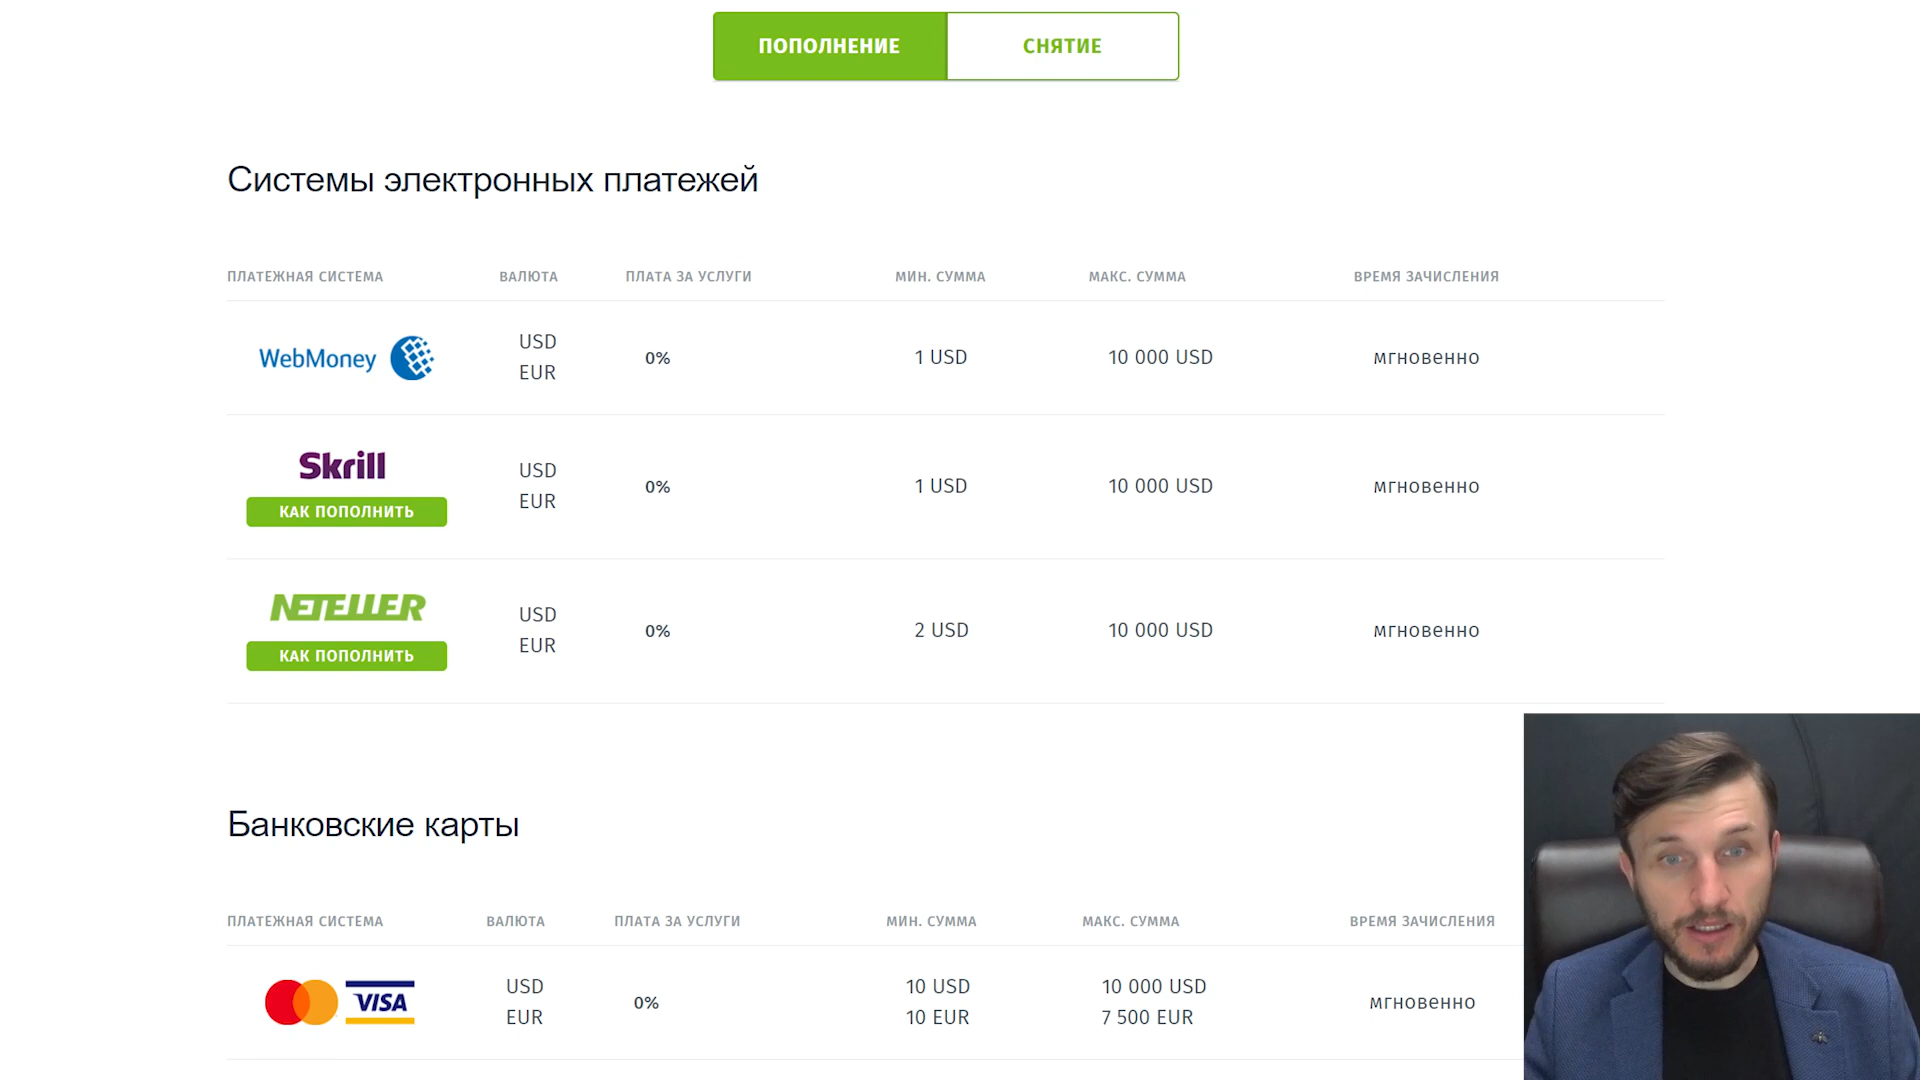 ПОПОЛНЕНИЕ СНЯТИЕ
Системы электронных платежей
ПЛАТЕЖНАЯ СИСТЕМА ВАЛЮТА ПЛАТА ЗА УСЛУГИ МИН. СУММА МАКС. СУММА ВРЕМЯ ЗАЧИСЛЕНИЯ
WebMoney USD EUR 0% 1 USD 10 000 USD мгновенно
Skrill USD EUR 0% 1 USD 10 000 USD мгновенно
КАК ПОПОЛНИТЬ
NETELLER USD EUR 0% 2 USD 10 000 USD мгновенно
КАК ПОПОЛНИТЬ
Банковские карты
ПЛАТЕЖНАЯ СИСТЕМА ВАЛЮТА ПЛАТА ЗА УСЛУГИ МИН. СУММА МАКС. СУММА ВРЕМЯ ЗАЧИСЛЕНИЯ
VISA USD EUR 0% 10 USD 10 EUR 10 000 USD 7 500 EUR мгновенно